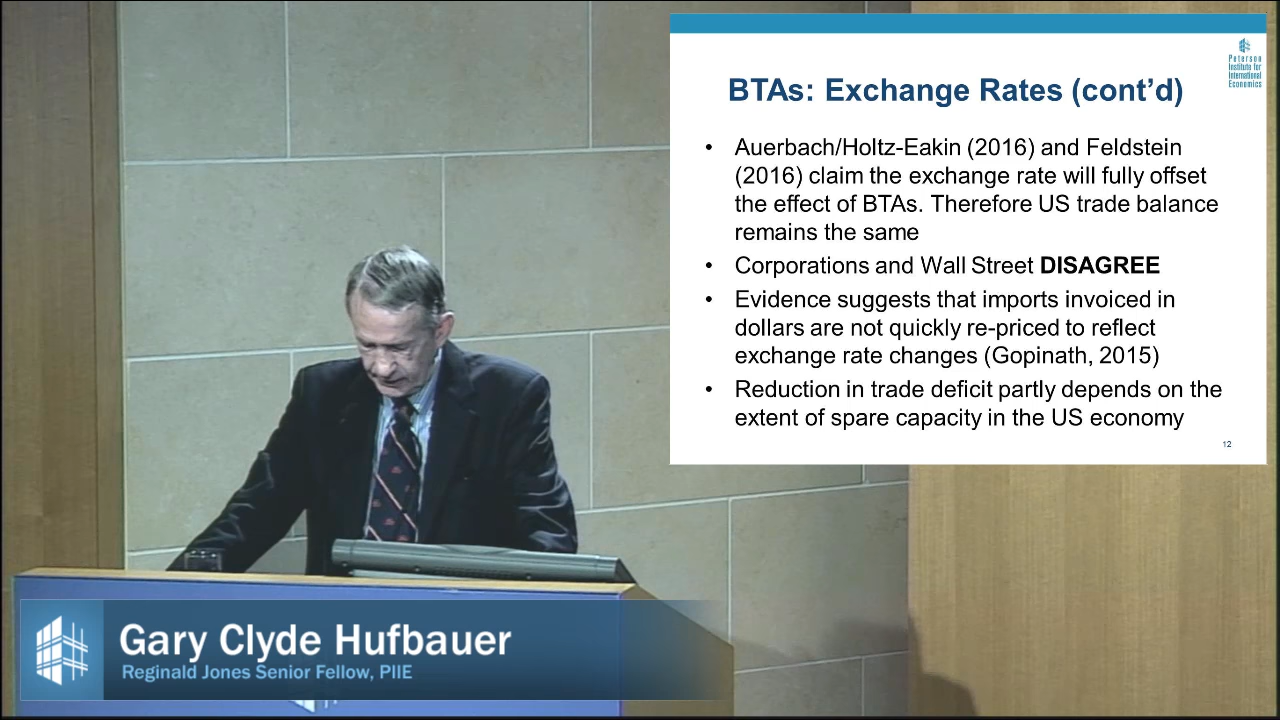 Peterson
Institute for
International
Economics
BTAs: Exchange Rates (cont’d)
• Auerbach/Holtz-Eakin (2016) and Feldstein
(2016) claim the exchange rate will fully offset
the effect of BTAs. Therefore US trade balance
remains the same
• Corporations and Wall Street DISAGREE
• Evidence suggests that imports invoiced in
dollars are not quickly re-priced to reflect
exchange rate changes (Gopinath, 2015)
• Reduction in trade deficit partly depends on the
extent of spare capacity in the US economy
12
Gary Clyde Hufbauer
Reginald Jones Senior Fellow, PIIE